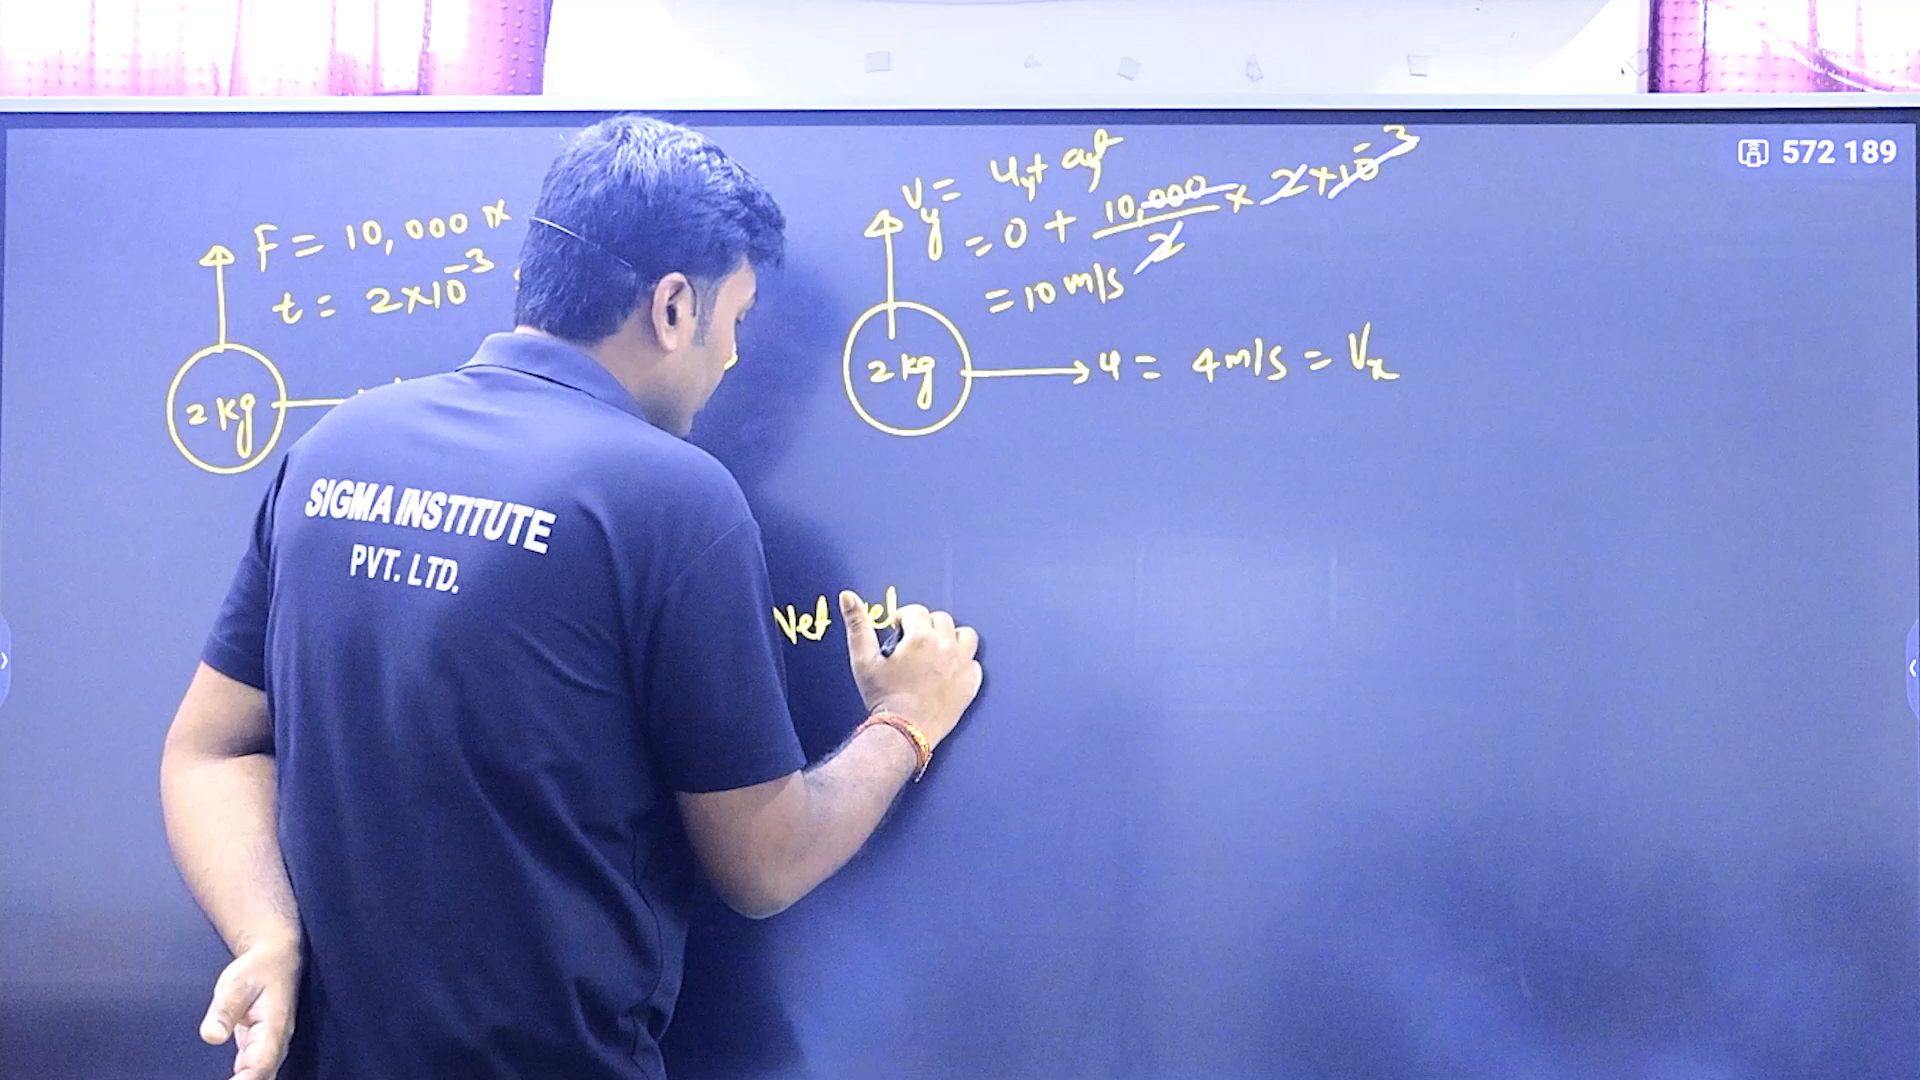 572 189
F = 10,000 N
t = 2×10⁻³
2 kg
Vy = uy + ayt
= 0 + 10,000/2 × 2×10⁻³
= 10 m/s
2 kg
u = 4 m/s = Vx
Net vel
SIGMA INSTITUTE
PVT. LTD.